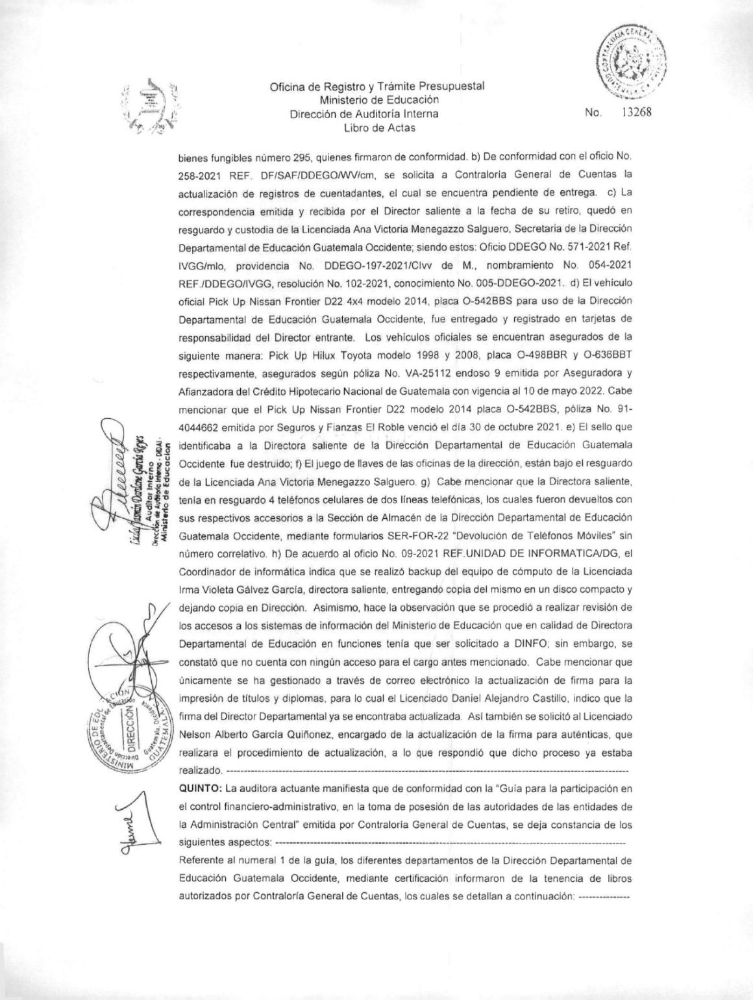 CONTRALORIA GENERAL
GUATEMALA, C.A.
Oficina de Registro y Trámite Presupuestal
Ministerio de Educación
Dirección de Auditoría Interna
Libro de Actas
No. 13268
bienes fungibles número 295, quienes firmaron de conformidad. b) De conformidad con el oficio No.
258-2021 REF. DF/SAF/DDEGO/WV/cm, se solicita a Contraloría General de Cuentas la
actualización de registros de cuentadantes, el cual se encuentra pendiente de entrega. c) La
correspondencia emitida y recibida por el Director saliente a la fecha de su retiro, quedó en
resguardo y custodia de la Licenciada Ana Victoria Menegazzo Salguero, Secretaria de la Dirección
Departamental de Educación Guatemala Occidente; siendo estos: Oficio DDEGO No. 571-2021 Ref.
IVGG/mlo, providencia No. DDEGO-197-2021/CIvv de M., nombramiento No. 054-2021
REF./DDEGO/IVGG, resolución No. 102-2021, conocimiento No. 005-DDEGO-2021. d) El vehículo
oficial Pick Up Nissan Frontier D22 4x4 modelo 2014, placa O-542BBS para uso de la Dirección
Departamental de Educación Guatemala Occidente, fue entregado y registrado en tarjetas de
responsabilidad del Director entrante. Los vehículos oficiales se encuentran asegurados de la
siguiente manera: Pick Up Hilux Toyota modelo 1998 y 2008, placa O-498BBR y O-636BBT
respectivamente, asegurados según póliza No. VA-25112 endoso 9 emitida por Aseguradora y
Afianzadora del Crédito Hipotecario Nacional de Guatemala con vigencia al 10 de mayo 2022. Cabe
mencionar que el Pick Up Nissan Frontier D22 modelo 2014 placa O-542BBS, póliza No. 91-
4044662 emitida por Seguros y Fianzas El Roble venció el día 30 de octubre 2021. e) El sello que
identificaba a la Directora saliente de la Dirección Departamental de Educación Guatemala
Occidente fue destruido; f) El juego de llaves de las oficinas de la dirección, están bajo el resguardo
de la Licenciada Ana Victoria Menegazzo Salguero. g) Cabe mencionar que la Directora saliente,
tenía en resguardo 4 teléfonos celulares de dos líneas telefónicas, los cuales fueron devueltos con
sus respectivos accesorios a la Sección de Almacén de la Dirección Departamental de Educación
Guatemala Occidente, mediante formularios SER-FOR-22 “Devolución de Teléfonos Móviles” sin
número correlativo. h) De acuerdo al oficio No. 09-2021 REF.UNIDAD DE INFORMATICA/DG, el
Coordinador de informática indica que se realizó backup del equipo de cómputo de la Licenciada
Irma Violeta Gálvez García, directora saliente, entregando copia del mismo en un disco compacto y
dejando copia en Dirección. Asimismo, hace la observación que se procedió a realizar revisión de
los accesos a los sistemas de información del Ministerio de Educación que en calidad de Directora
Departamental de Educación en funciones tenía que ser solicitado a DINFO; sin embargo, se
constató que no cuenta con ningún acceso para el cargo antes mencionado. Cabe mencionar que
únicamente se ha gestionado a través de correo electrónico la actualización de firma para la
impresión de títulos y diplomas, para lo cual el Licenciado Daniel Alejandro Castillo, indico que la
firma del Director Departamental ya se encontraba actualizada. Así también se solicitó al Licenciado
Nelson Alberto García Quiñonez, encargado de la actualización de la firma para auténticas, que
realizara el procedimiento de actualización, a lo que respondió que dicho proceso ya estaba
realizado. ----------
QUINTO: La auditora actuante manifiesta que de conformidad con la “Guía para la participación en
el control financiero-administrativo, en la toma de posesión de las autoridades de las entidades de
la Administración Central” emitida por Contraloría General de Cuentas, se deja constancia de los
siguientes aspectos: ----------
Referente al numeral 1 de la guía, los diferentes departamentos de la Dirección Departamental de
Educación Guatemala Occidente, mediante certificación informaron de la tenencia de libros
autorizados por Contraloría General de Cuentas, los cuales se detallan a continuación: ----------
Licda. Jasmín Darlene García Reyes
Auditor Interno
Dirección de Auditoría Interna - DIDAI -
Ministerio de Educacion
MINISTERIO DE EDUCACIÓN
Dirección Departamental de Educación
DIRECCIÓN
Guatemala, Occidente
GUATEMALA, C.A.